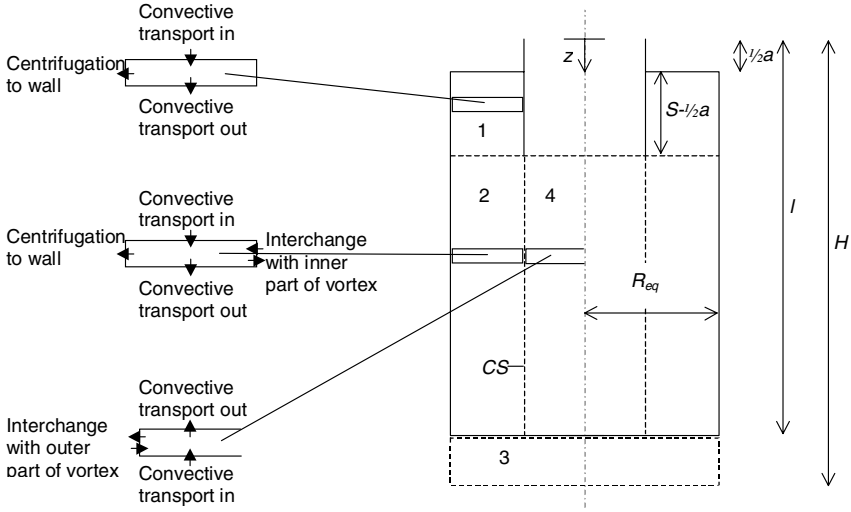 Convective
transport in
Centrifugation
to wall
Convective
transport out
1
z
½a
S-½a
Convective
transport in
Centrifugation
to wall
Interchange
with inner
part of vortex
Convective
transport out
2
4
l
H
R_eq
CS
Convective
transport out
Interchange
with outer
part of vortex
Convective
transport in
3